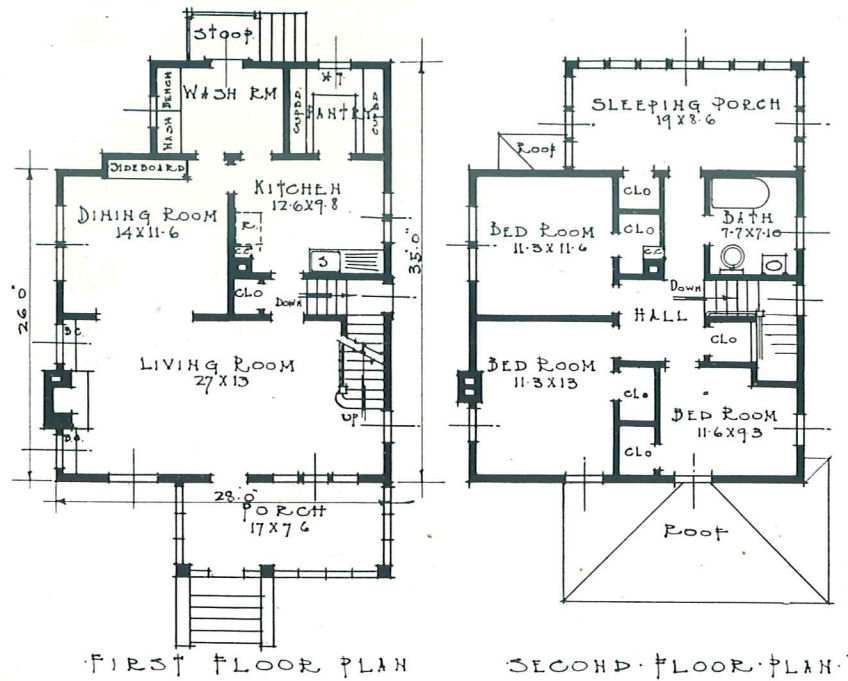 STOOP
WASH RM
WASH BENCH
CUPBD.
PANTRY
SIDEBOARD
KITCHEN
12·6X9·8
DINING ROOM
14X11·6
R.
C.C.
S
CLO
DOWN
35'·0"
26'·0"
B.C.
LIVING ROOM
27X13
UP
28'·0"
PORCH
17X7 6
·FIRST FLOOR PLAN
SLEEPING PORCH
19X8·6
ROOF
CLO
CLO
BED ROOM
11·3X11·6
BATH
7·7X7·10
C.C.
DOWN
HALL
CLO
BED ROOM
11·3X13
CLO
BED ROOM
11·6X9 3
CLO
ROOF
SECOND·FLOOR·PLAN·